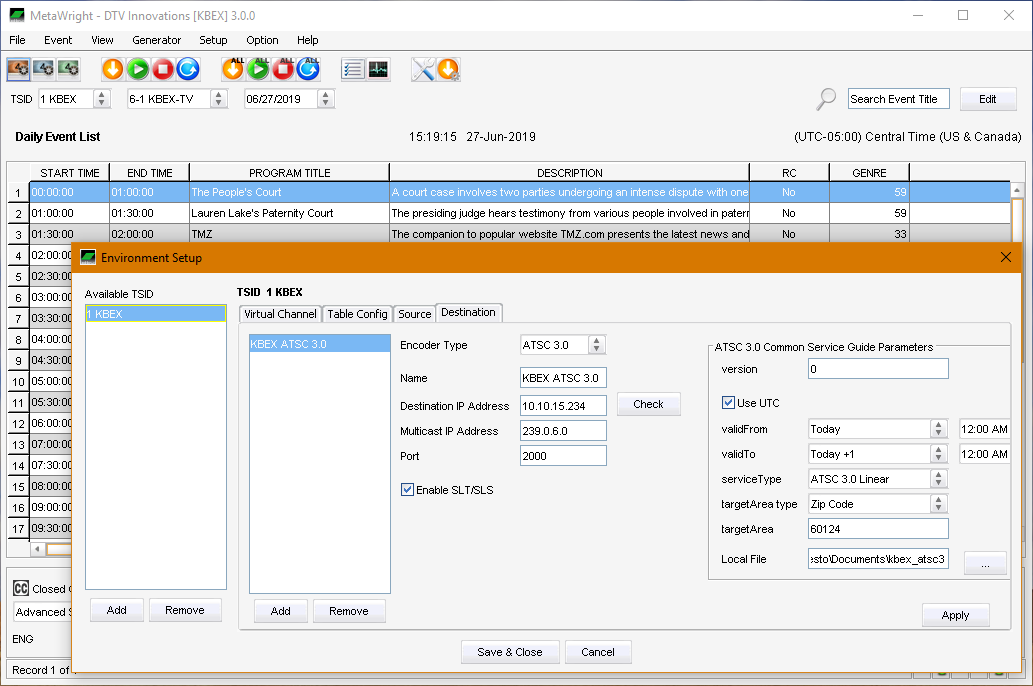 MetaWright - DTV Innovations [KBEX] 3.0.0
File Event View Generator Setup Option Help
ALL ALL ALL ALL
TSID 1 KBEX 6-1 KBEX-TV 06/27/2019 Search Event Title Edit
Daily Event List 15:19:15 27-Jun-2019 (UTC-05:00) Central Time (US & Canada)
START TIME END TIME PROGRAM TITLE DESCRIPTION RC GENRE
1 00:00:00 01:00:00 The People's Court A court case involves two parties undergoing an intense dispute with one No 59
2 01:00:00 01:30:00 Lauren Lake's Paternity Court The presiding judge hears testimony from various people involved in patern No 59
3 01:30:00 02:00:00 TMZ The companion to popular website TMZ.com presents the latest news and No 33
4 02:00:00
5 02:30:00
6 03:00:00
7 03:30:00
8 04:00:00
9 04:30:00
10 05:00:00
11 05:30:00
12 06:00:00
13 07:00:00
14 07:30:00
15 08:00:00
16 09:00:00
17 09:30:00
CC Closed
Advanced
ENG
Record 1 of
Environment Setup
Available TSID
1 KBEX
Add Remove
TSID 1 KBEX
Virtual Channel Table Config Source Destination
KBEX ATSC 3.0
Add Remove
Encoder Type ATSC 3.0
Name KBEX ATSC 3.0
Destination IP Address 10.10.15.234 Check
Multicast IP Address 239.0.6.0
Port 2000
Enable SLT/SLS
ATSC 3.0 Common Service Guide Parameters
version 0
Use UTC
validFrom Today 12:00 AM
validTo Today +1 12:00 AM
serviceType ATSC 3.0 Linear
targetArea type Zip Code
targetArea 60124
Local File esto\Documents\kbex_atsc3 ...
Apply
Save & Close Cancel